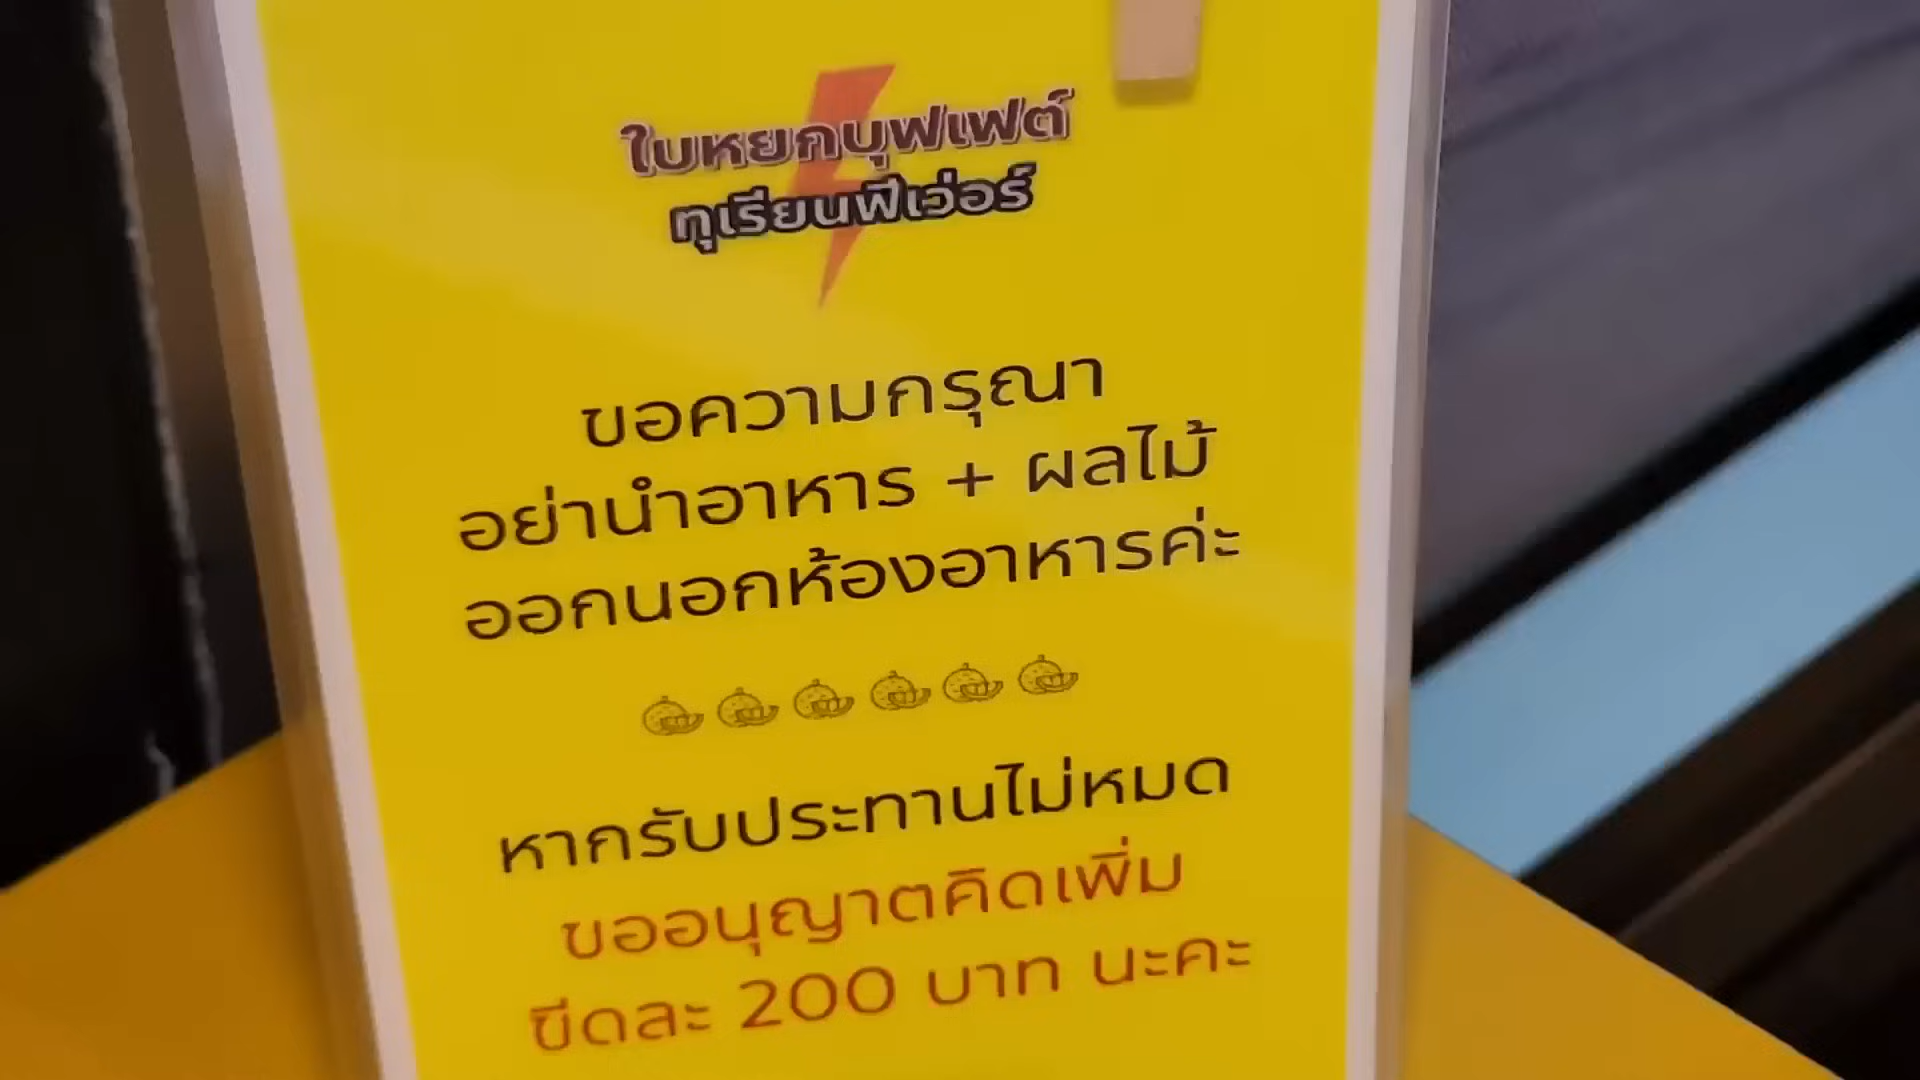 ใบหยกบุฟเฟต์
ทุเรียนฟีเว่อร์
ขอความกรุณา
อย่านำอาหาร + ผลไม้
ออกนอกห้องอาหารค่ะ
หากรับประทานไม่หมด
ขออนุญาตคิดเพิ่ม
ขีดละ 200 บาท นะคะ